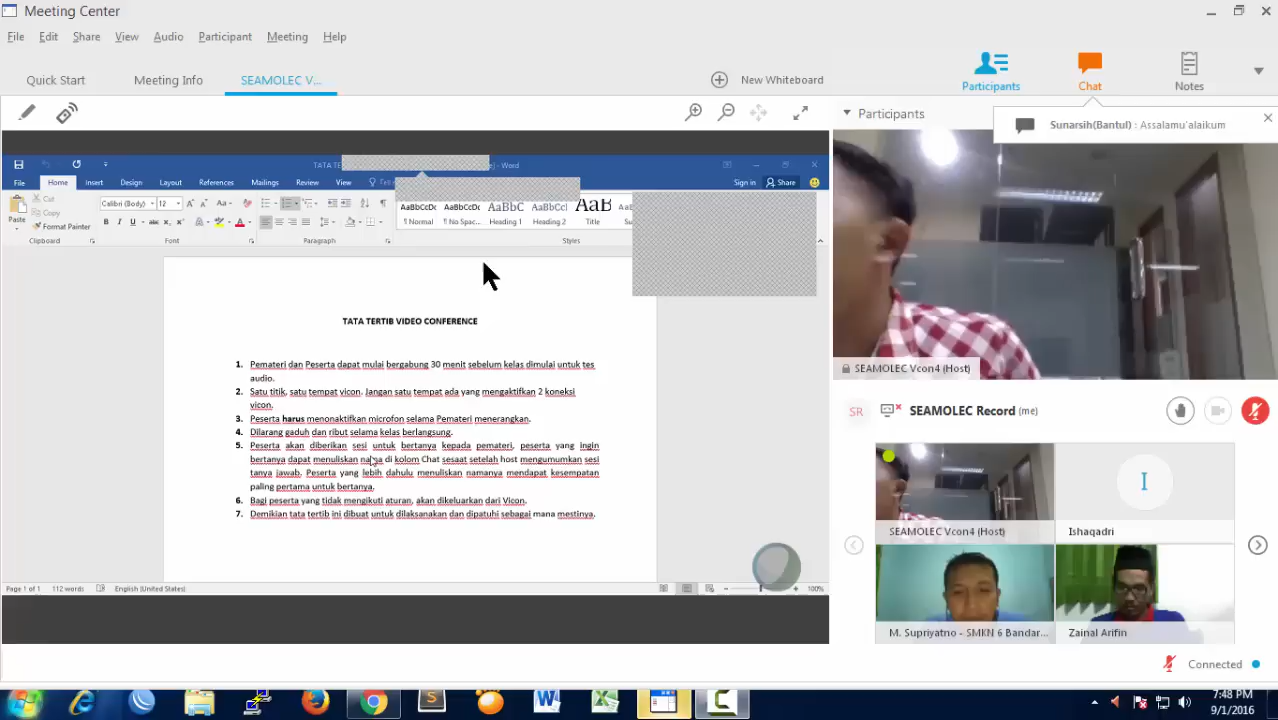 Meeting Center
File Edit Share View Audio Participant Meeting Help
Quick Start Meeting Info SEAMOLEC V... New Whiteboard
Participants Chat Notes
Participants
Sunarsih(Bantul) : Assalamu'alaikum
TATA - Word
File Home Insert Design Layout References Mailings Review View Sign in Share
Paste Cut Copy Format Painter
Calibri (Body) 12
AaBbCcDc AaBbCcDc AaBbC AaBbCcI AaB
¶ Normal ¶ No Spac... Heading 1 Heading 2 Title
Clipboard Font Paragraph Styles
TATA TERTIB VIDEO CONFERENCE
1. Pemateri dan Peserta dapat mulai bergabung 30 menit sebelum kelas dimulai untuk tes
audio.
2. Satu titik, satu tempat vicon. Jangan satu tempat ada yang mengaktifkan 2 koneksi
vicon.
3. Peserta harus menonaktifkan microfon selama Pemateri menerangkan.
4. Dilarang gaduh dan ribut selama kelas berlangsung.
5. Peserta akan diberikan sesi untuk bertanya kepada pemateri, peserta yang ingin
bertanya dapat menuliskan nama di kolom Chat sesaat setelah host mengumumkan sesi
tanya jawab. Peserta yang lebih dahulu menuliskan namanya mendapat kesempatan
paling pertama untuk bertanya.
6. Bagi peserta yang tidak mengikuti aturan, akan dikeluarkan dari Vicon.
7. Demikian tata tertib ini dibuat untuk dilaksanakan dan dipatuhi sebagai mana mestinya.
Page 1 of 1 112 words English (United States) 100%
SEAMOLEC Vcon4 (Host)
SR SEAMOLEC Record (me)
SEAMOLEC Vcon4 (Host)
I
Ishaqadri
M. Supriyatno - SMKN 6 Bandar...
Zainal Arifin
Connected
7:48 PM
9/1/2016